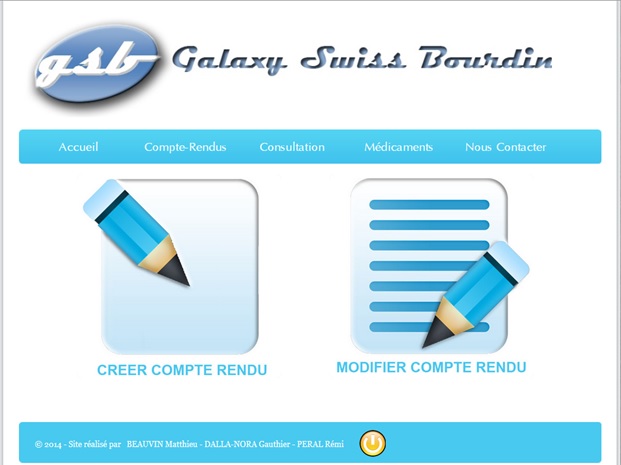 gsb Galaxy Swiss Bourdin
Accueil Compte-Rendus Consultation Médicaments Nous Contacter
CREER COMPTE RENDU
MODIFIER COMPTE RENDU
© 2014 - Site réalisé par BEAUVIN Matthieu - DALLA-NORA Gauthier - PERAL Rémi